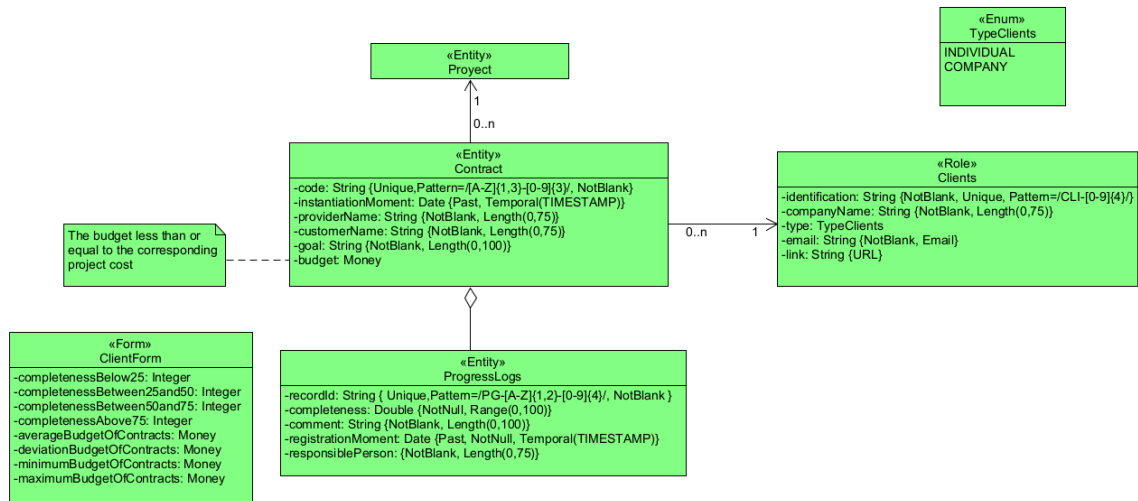 «Enum»
TypeClients
INDIVIDUAL
COMPANY
«Entity»
Proyect
1
0..n
«Entity»
Contract
-code: String {Unique,Pattern=/[A-Z]{1,3}-[0-9]{3}/, NotBlank}
-instantiationMoment: Date {Past, Temporal(TIMESTAMP)}
-providerName: String {NotBlank, Length(0,75)}
-customerName: String {NotBlank, Length(0,75)}
-goal: String {NotBlank, Length(0,100)}
-budget: Money
0..n
1
«Role»
Clients
-identification: String {NotBlank, Unique, Pattern=/CLI-[0-9]{4}/}
-companyName: String {NotBlank, Length(0,75)}
-type: TypeClients
-email: String {NotBlank, Email}
-link: String {URL}
The budget less than or
equal to the corresponding
project cost
«Form»
ClientForm
-completenessBelow25: Integer
-completenessBetween25and50: Integer
-completenessBetween50and75: Integer
-completenessAbove75: Integer
-averageBudgetOfContracts: Money
-deviationBudgetOfContracts: Money
-minimumBudgetOfContracts: Money
-maximumBudgetOfContracts: Money
«Entity»
ProgressLogs
-recordId: String { Unique,Pattern=/PG-[A-Z]{1,2}-[0-9]{4}/, NotBlank }
-completeness: Double {NotNull, Range(0,100)}
-comment: String {NotBlank, Length(0,100)}
-registrationMoment: Date {Past, NotNull, Temporal(TIMESTAMP)}
-responsiblePerson: {NotBlank, Length(0,75)}